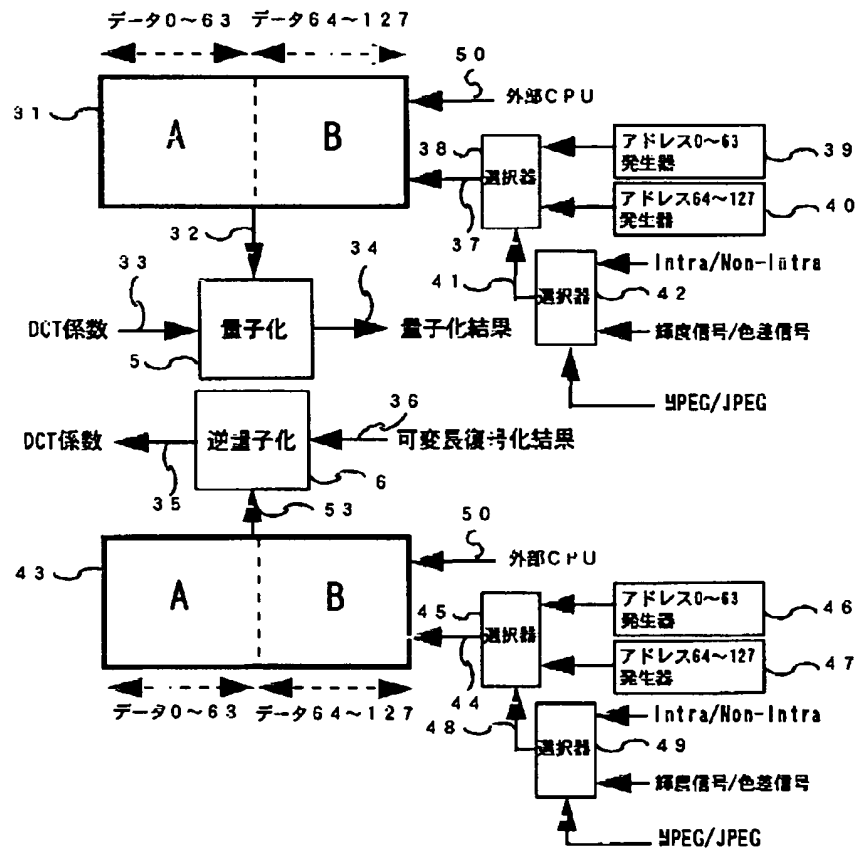 データ0～63 データ64～127
50
外部CPU
31
A
B
38
選択器
37
アドレス0～63
発生器
39
アドレス64～127
発生器
40
32
33
34
41
選択器
42
Intra/Non-Intra
輝度信号/色差信号
MPEG/JPEG
DCT係数
量子化
量子化結果
5
36
DCT係数
逆量子化
可変長復号化結果
35
6
53
50
外部CPU
43
A
B
45
選択器
44
アドレス0～63
発生器
46
アドレス64～127
発生器
47
データ0～63 データ64～127
48
選択器
49
Intra/Non-Intra
輝度信号/色差信号
MPEG/JPEG